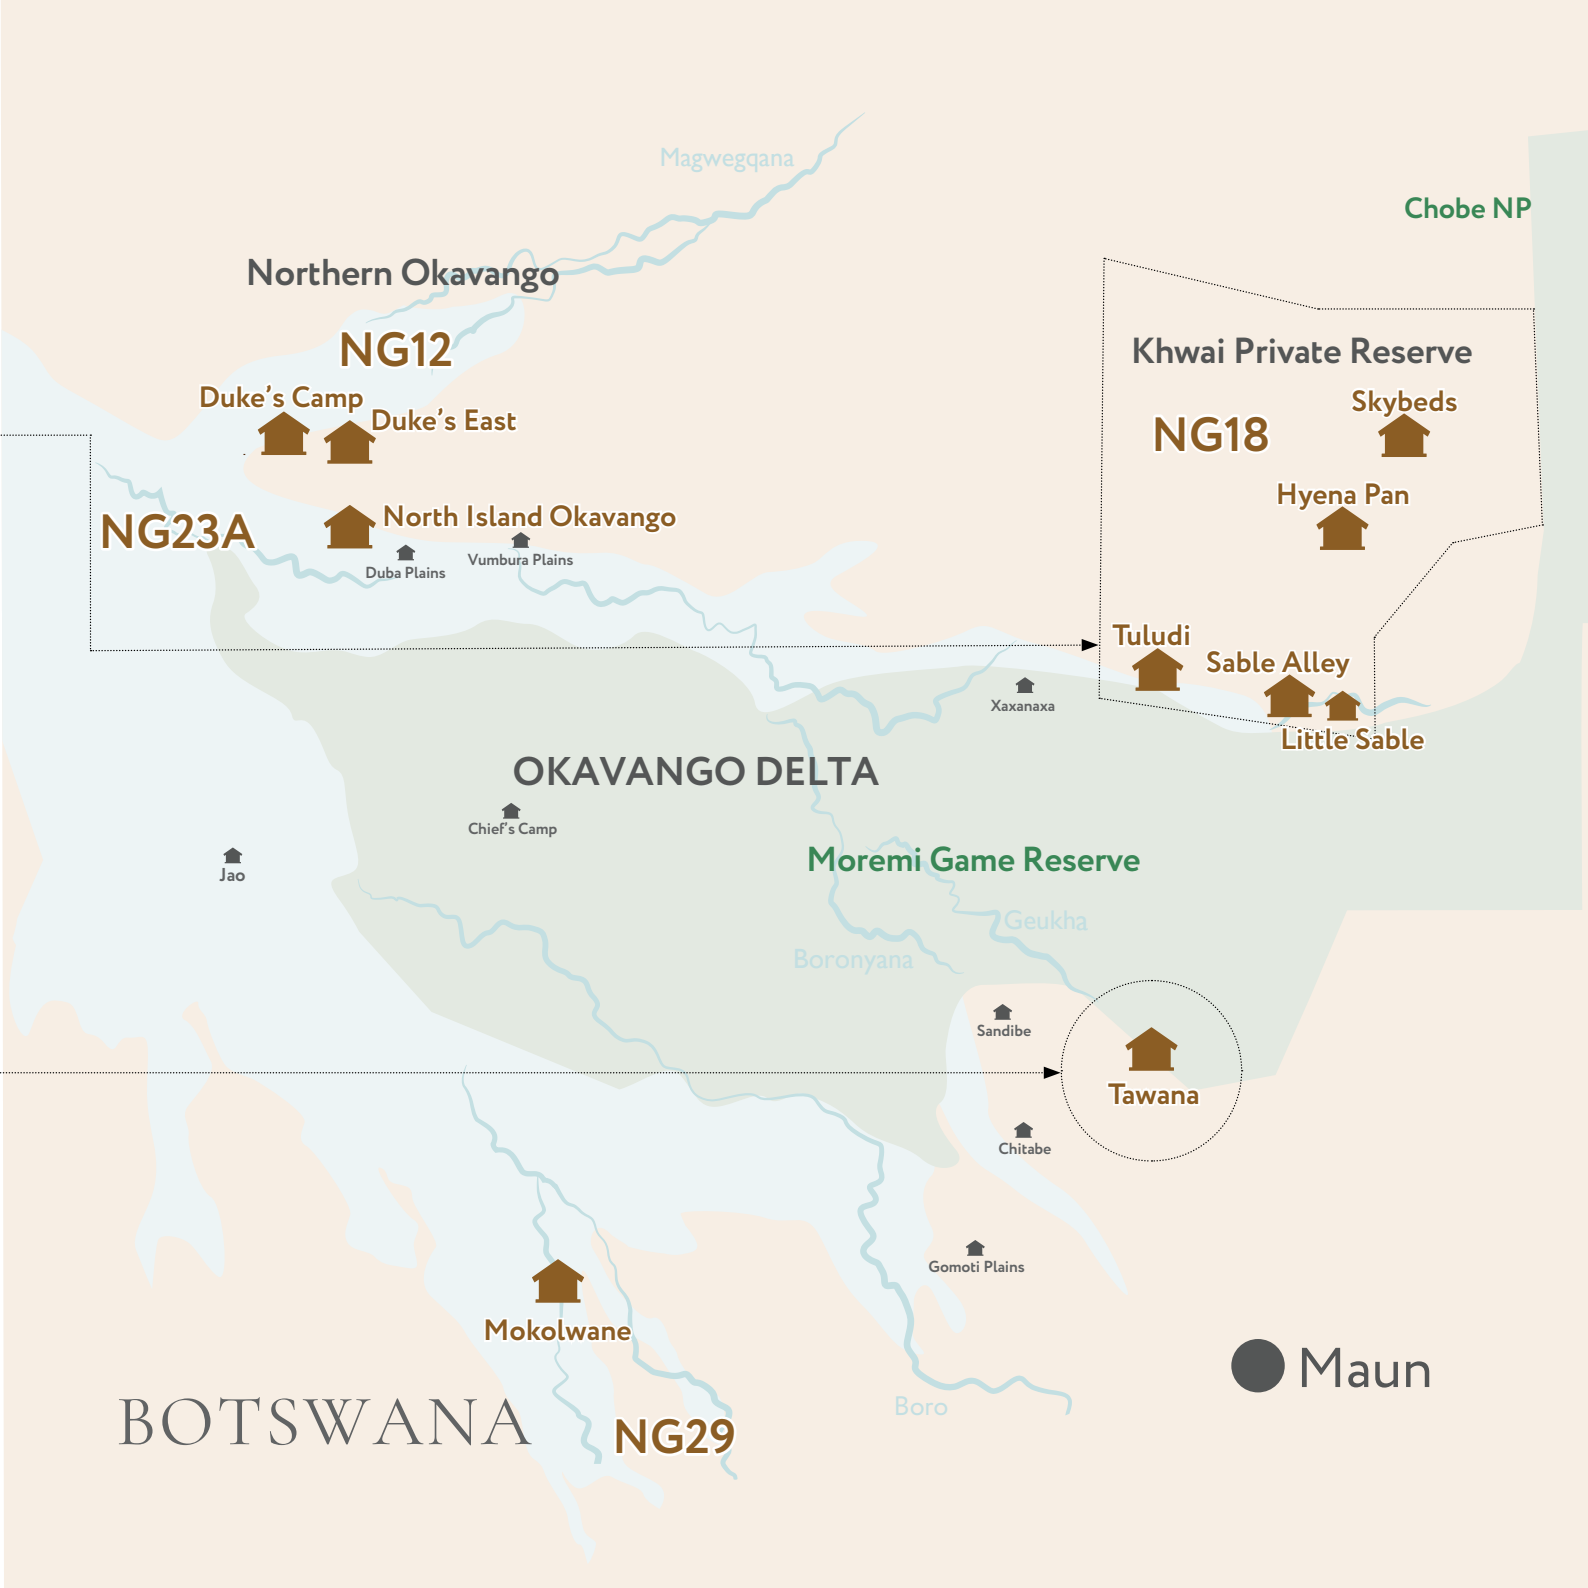 Magwegqana
Chobe NP
Northern Okavango
NG12
Khwai Private Reserve
Duke’s Camp
Duke’s East
Skybeds
NG18
Hyena Pan
NG23A
North Island Okavango
Duba Plains
Vumbura Plains
Tuludi
Sable Alley
Xaxanaxa
Little Sable
OKAVANGO DELTA
Chief’s Camp
Jao
Moremi Game Reserve
Geukha
Boronyana
Sandibe
Tawana
Chitabe
Gomoti Plains
Mokolwane
Maun
BOTSWANA
Boro
NG29